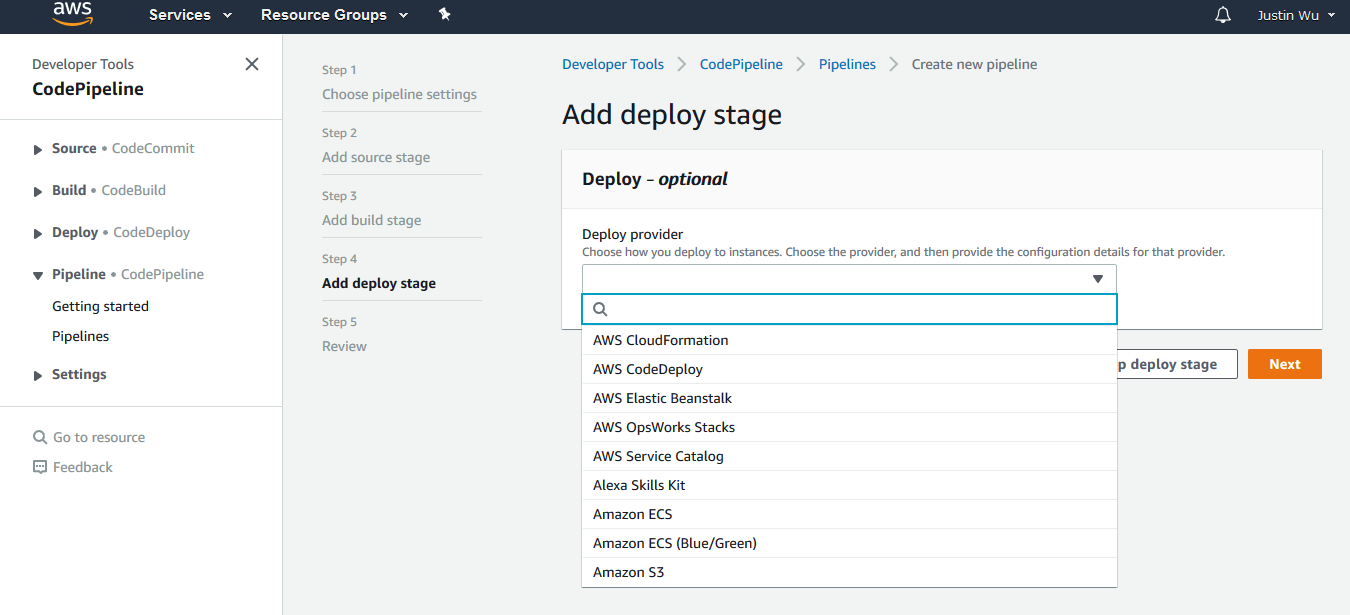 aws Services Resource Groups Justin Wu
Developer Tools
CodePipeline
Source • CodeCommit
Build • CodeBuild
Deploy • CodeDeploy
Pipeline • CodePipeline
Getting started
Pipelines
Settings
Go to resource
Feedback
Step 1
Choose pipeline settings
Step 2
Add source stage
Step 3
Add build stage
Step 4
Add deploy stage
Step 5
Review
Developer Tools > CodePipeline > Pipelines > Create new pipeline
Add deploy stage
Deploy – optional
Deploy provider
Choose how you deploy to instances. Choose the provider, and then provide the configuration details for that provider.
AWS CloudFormation
AWS CodeDeploy
AWS Elastic Beanstalk
AWS OpsWorks Stacks
AWS Service Catalog
Alexa Skills Kit
Amazon ECS
Amazon ECS (Blue/Green)
Amazon S3
p deploy stage Next